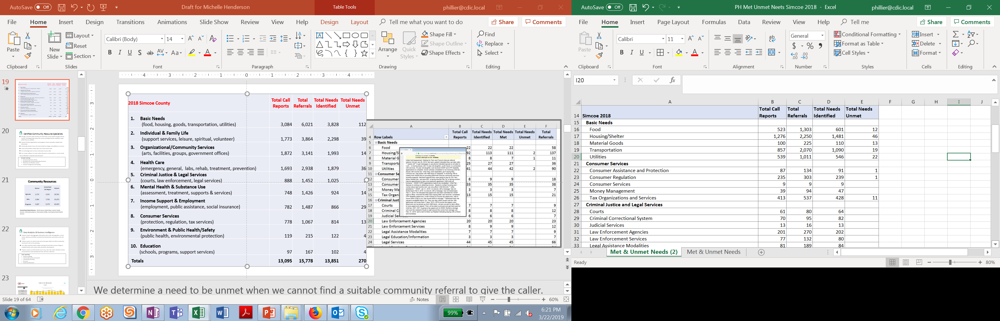 AutoSave Off
Draft for Michelle Henderson
Table Tools
phillier@cdic.local
File Home Insert Design Transitions Animations Slide Show Review View Help Design Layout Tell me what you want to do Share Comments
Paste
New Slide
Layout
Reset
Section
Calibri (Body) 14
Arrange
Quick Styles
Shape Fill
Shape Outline
Shape Effects
Find
Replace
Select
Clipboard Slides Font Paragraph Drawing Editing
19
20
Certified Community Resource Specialists
21
Community Resources
22
Data Analytics & Business Intelligence
23
2018 Simcoe County Total Call Reports Total Referrals Total Needs Identified Total Needs Unmet
1. Basic Needs
(food, housing, goods, transportation, utilities) 3,084 6,021 3,828 112
2. Individual & Family Life
(support services, leisure, spiritual, volunteer) 1,773 3,864 2,298 39
3. Organizational/Community Services
(arts, facilities, groups, government offices) 1,872 3,141 1,993 14
4. Health Care
(emergency, general, labs, rehab, treatment, prevention) 1,693 2,938 1,879 36
5. Criminal Justice & Legal Services
(courts, law enforcement, legal services) 888 1,452 1,025
6. Mental Health & Substance Use
(assessment, treatment, supports & services) 748 1,426 924 14
7. Income Support & Employment
(employment, public assistance, social insurance) 782 1,487 866 29
8. Consumer Services
(protection, regulation, tax services) 778 1,067 814 13
9. Environment & Public Health/Safety
(public health, environmental protection) 119 215 122 4
10. Education
(schools, programs, support services) 97 167 102 4
Totals 13,095 15,778 13,851 270
A B C D E F
4 Row Labels Total Call Reports Total Needs Identified Total Needs Met Total Needs Unmet Total Referrals
5 Basic Needs
6 Food 22 22 22 58
7 Housing/S 92 113 111 2 137
8 Material G 8 8 7 1 11
9 Transporta 25 27 27 36
10 Utilities 41 44 42 2 90
11 Consumer Se
12 Consumer 8 9 9 18
13 Consumer 33 35 35 38
14 Money Ma 3 3 3 7
15 Tax Organi 13 15 15 21
16 Criminal Just
17 Courts 7 7 7 9
18 Criminal C 8 8 8 12
19 Judicial Se 6 6 6 7
20 Law Enforcement Agencies 20 20 20 23
21 Law Enforcement Services 8 9 9 12
22 Legal Assistance Modalities 7 7 7 9
23 Legal Education/Information 3 3 3 7
24 Legal Services 44 45 45 66
We determine a need to be unmet when we cannot find a suitable community referral to give the caller.
Slide 19 of 64
Notes
60%
99%
6:21 PM
3/22/2019
AutoSave Off
PH Met Unmet Neets Simcoe 2018 - Excel
phillier@cdic.local
File Home Insert Page Layout Formulas Data Review View Help Tell me Share Comments
Paste
Calibri 11
General
Conditional Formatting
Format as Table
Cell Styles
Insert
Delete
Format
Clipboard Font Alignment Number Styles Cells Editing
I20
A B C D E F G H I J
14 Simcoe 2018 Total Call Reports Total Referrals Total Needs Identified Total Needs Unmet
15 Basic Needs
16 Food 523 1,303 601 12
17 Housing/Shelter 1,276 2,250 1,481 46
18 Material Goods 100 225 110 13
19 Transportation 857 2,070 1,090 19
20 Utilities 539 1,011 546 22
21 Consumer Services
22 Consumer Assistance and Protection 87 134 91 1
23 Consumer Regulation 235 303 239 1
24 Consumer Services 9 9 9
25 Money Management 39 94 47
26 Tax Organizations and Services 413 537 428 11
27 Criminal Justice and Legal Services
28 Courts 61 80 64
29 Criminal Correctional System 70 95 82
30 Judicial Services 13 16 13
31 Law Enforcement Agencies 201 270 202
32 Law Enforcement Services 77 132 80
33 Legal Assistance Modalities 81 189 84
Met & Unmet Needs (2) Met & Unmet Needs
Ready
80%